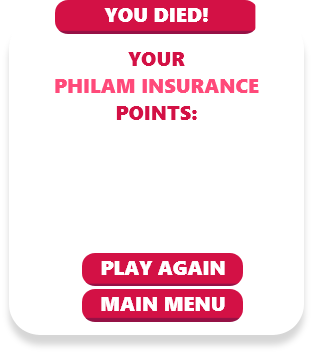 YOU DIED!
YOUR
PHILAM INSURANCE
POINTS:
PLAY AGAIN
MAIN MENU